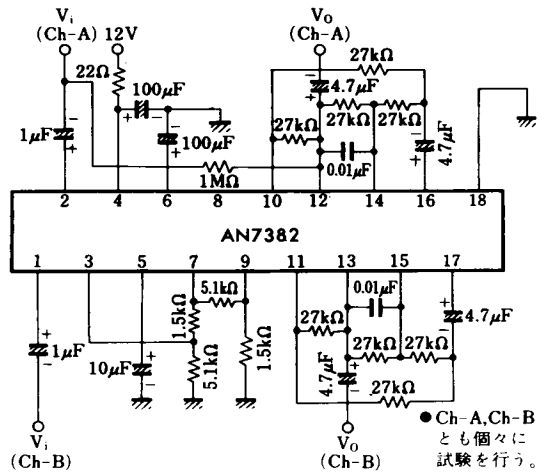 Vi 12V VO
(Ch-A) (Ch-A)
27kΩ
22Ω 100μF 4.7μF
+ −
27kΩ 27kΩ
1μF 100μF 27kΩ 4.7μF
0.01μF
1MΩ
2 4 6 8 10 12 14 16 18
AN7382
1 3 5 7 9 11 13 15 17
5.1kΩ 0.01μF
1.5kΩ 27kΩ 4.7μF
1μF 10μF 5.1kΩ 1.5kΩ 27kΩ 27kΩ
4.7μF 27kΩ
Vi VO
(Ch-B) (Ch-B)
●Ch-A,Ch-B
とも個々に
試験を行う。